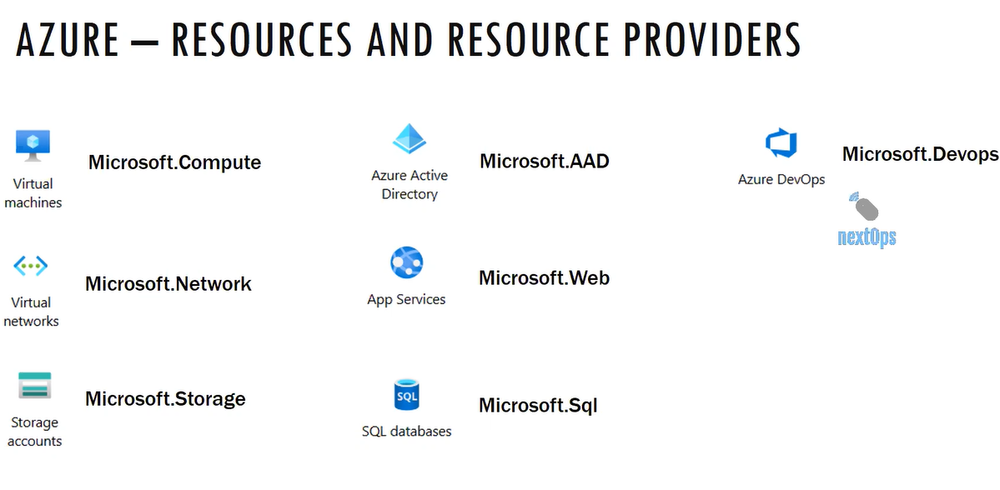 AZURE – RESOURCES AND RESOURCE PROVIDERS
Virtual
machines
Microsoft.Compute
Azure Active
Directory
Microsoft.AAD
Azure DevOps
Microsoft.Devops
nextOps
Virtual
networks
Microsoft.Network
App Services
Microsoft.Web
Storage
accounts
Microsoft.Storage
SQL
SQL databases
Microsoft.Sql